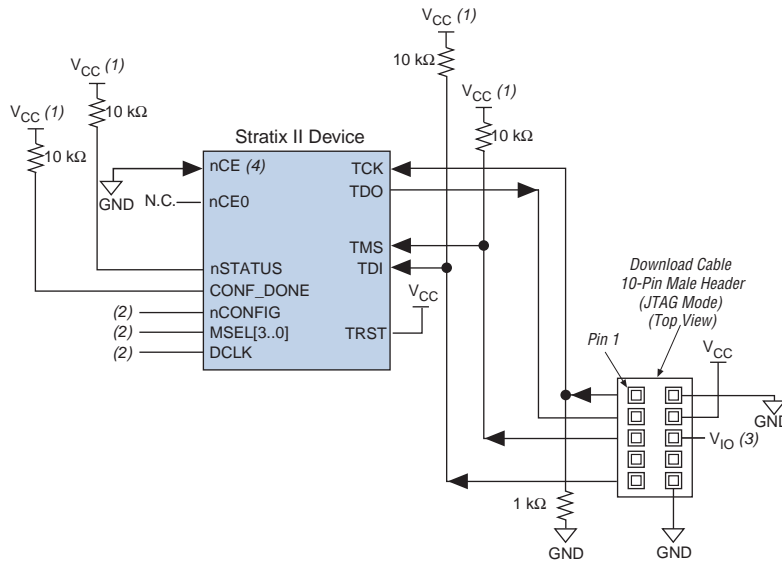 V_CC (1)
10 kΩ
V_CC (1)
10 kΩ
V_CC (1)
10 kΩ
V_CC (1)
10 kΩ
Stratix II Device
nCE (4)
TCK
GND
TDO
N.C.
nCE0
TMS
nSTATUS
TDI
CONF_DONE
V_CC
(2)
nCONFIG
(2)
MSEL[3..0]
TRST
(2)
DCLK
Download Cable
10-Pin Male Header
(JTAG Mode)
(Top View)
Pin 1
V_CC
GND
V_IO (3)
1 kΩ
GND
GND